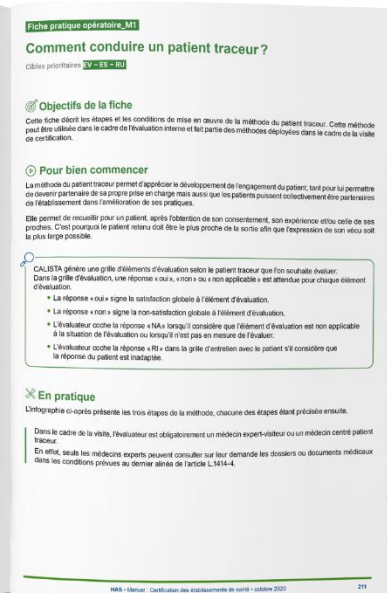 Fiche pratique opératoire_M1
Comment conduire un patient traceur ?
Cibles prioritaires EV – ES – RU
Objectifs de la fiche
Cette fiche décrit les étapes et les conditions de mise en œuvre de la méthode du patient traceur. Cette méthode
peut être utilisée dans le cadre de l'évaluation interne et fait partie des méthodes déployées dans le cadre de la visite
de certification.
Pour bien commencer
La méthode du patient traceur permet d'apprécier le développement de l'engagement du patient, tant pour lui permettre
de devenir partenaire de sa propre prise en charge mais aussi que les patients puissent collectivement être partenaires
de l'établissement dans l'amélioration de ses pratiques.
Elle permet de recueillir pour un patient, après l'obtention de son consentement, son expérience et/ou celle de ses
proches. C'est pourquoi le patient retenu doit être le plus proche de la sortie afin que l'expression de son vécu soit
la plus large possible.
CALISTA génère une grille d'éléments d'évaluation selon le patient traceur que l'on souhaite évaluer.
Dans la grille d'évaluation, une réponse « oui », « non » ou « non applicable » est attendue pour chaque élément
d'évaluation.
• La réponse « oui » signe la satisfaction globale à l'élément d'évaluation.
• La réponse « non » signe la non-satisfaction globale à l'élément d'évaluation.
• L'évaluateur coche la réponse « NA » lorsqu'il considère que l'élément d'évaluation est non applicable
à la situation de l'évaluation ou lorsqu'il n'est pas en mesure de l'évaluer.
• L'évaluateur coche la réponse « RI » dans la grille d'entretien avec le patient s'il considère que
la réponse du patient est inadaptée.
En pratique
L'infographie ci-après présente les trois étapes de la méthode, chacune des étapes étant précisée ensuite.
Dans le cadre de la visite, l'évaluateur est obligatoirement un médecin expert-visiteur ou un médecin centré patient
traceur.
En effet, seuls les médecins experts peuvent consulter sur leur demande les dossiers ou documents médicaux
dans les conditions prévues au dernier alinéa de l'article L.1414-4.
HAS • Manuel : Certification des établissements de santé • octobre 2020
211